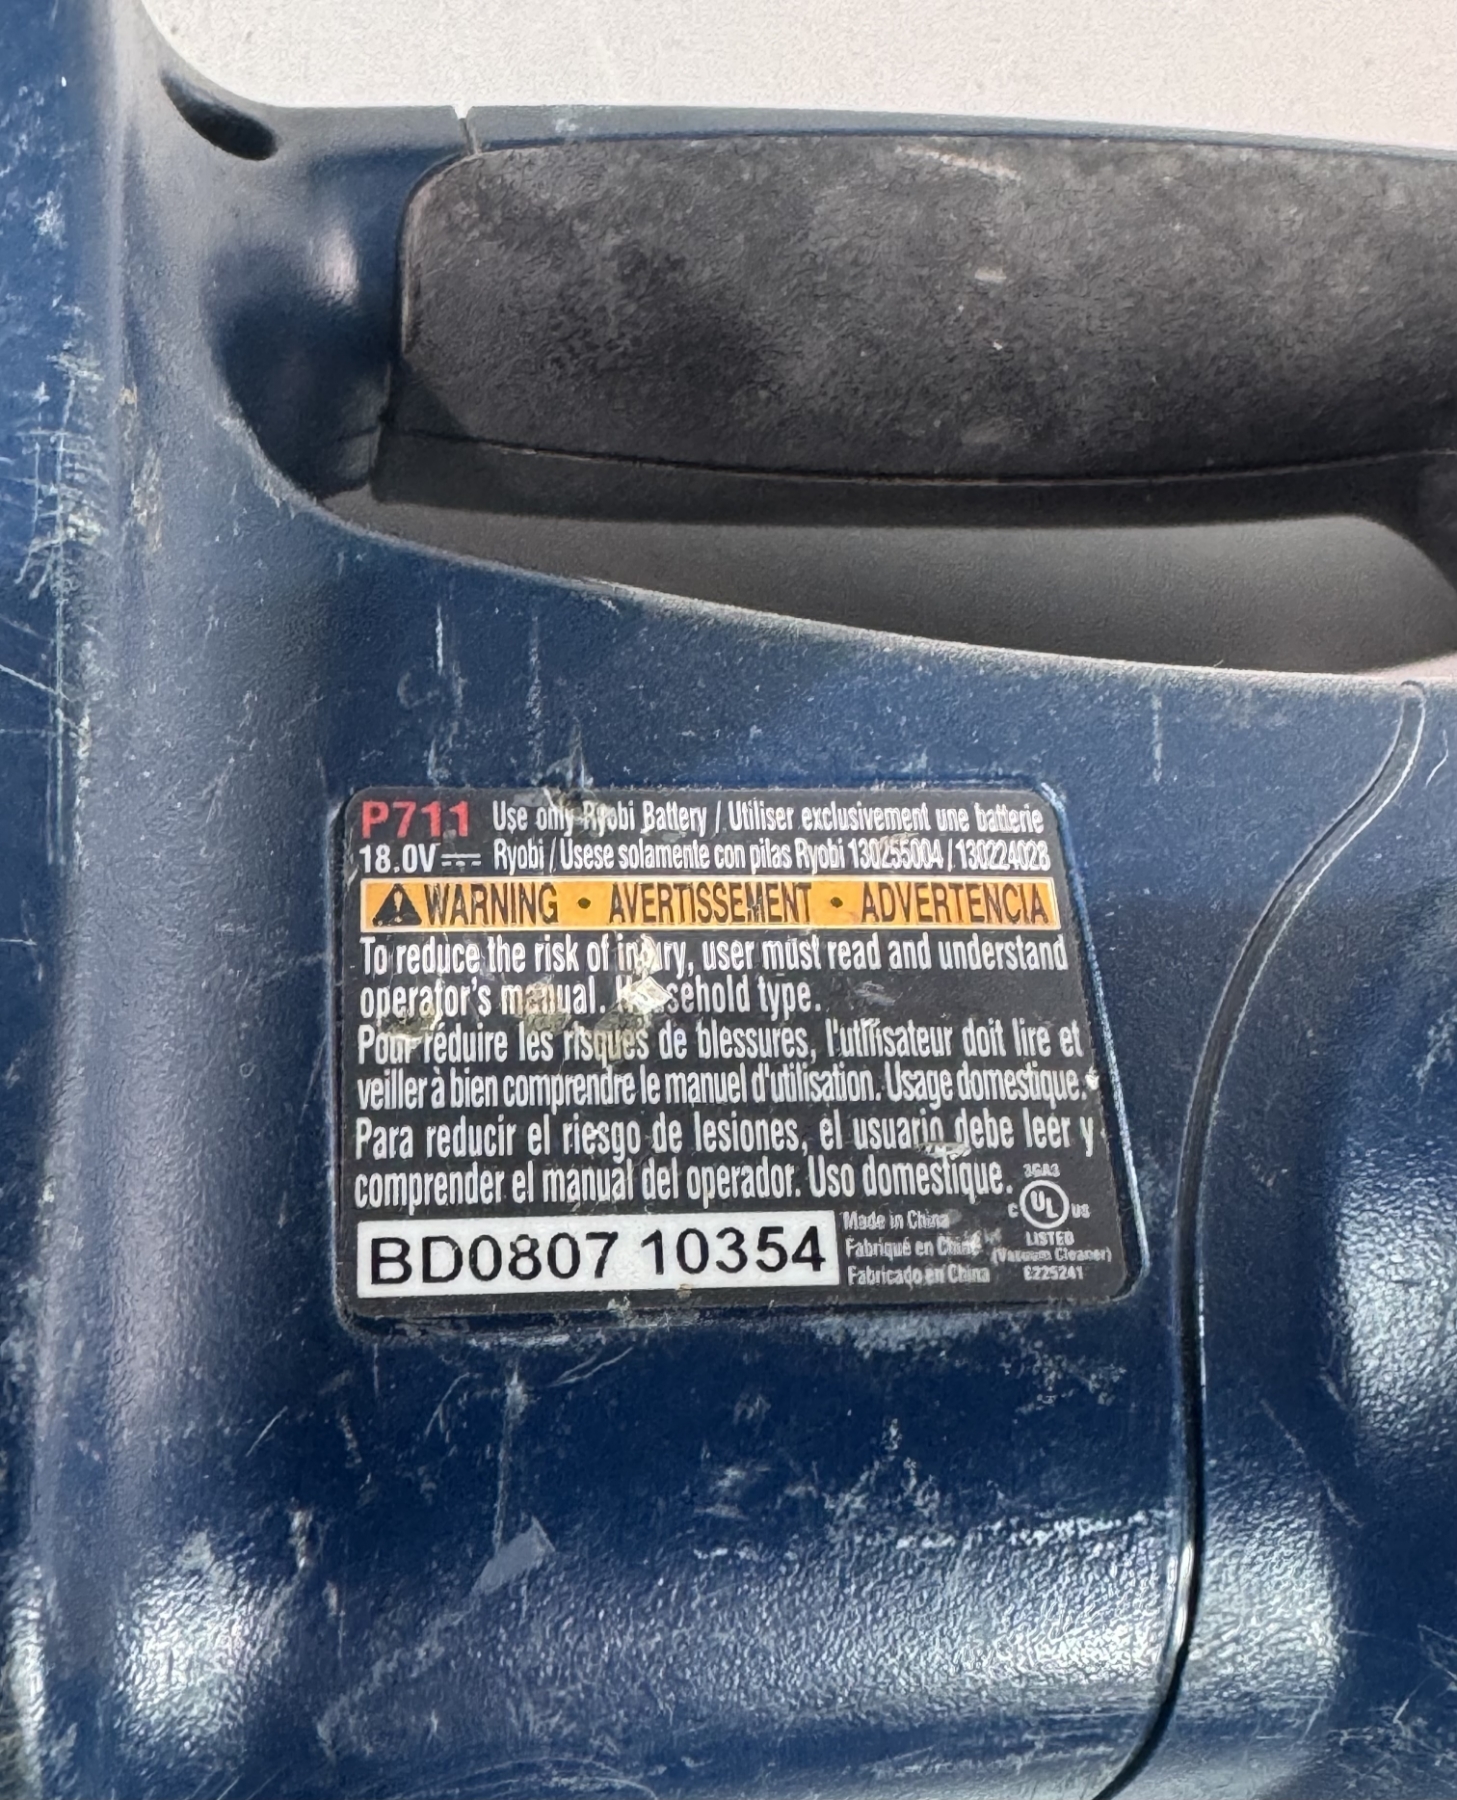 P711 Use only Ryobi Battery / Utiliser exclusivement une batterie
18.0V Ryobi / Usese solamente con pilas Ryobi 130255004 / 130224028
WARNING • AVERTISSEMENT • ADVERTENCIA
To reduce the risk of injury, user must read and understand
operator's manual. Household type.
Pour réduire les risques de blessures, l'utilisateur doit lire et
veiller à bien comprendre le manuel d'utilisation. Usage domestique.
Para reducir el riesgo de lesiones, el usuario debe leer y
comprender el manual del operador. Uso domestique.
3GA3
C UL US
LISTED
(Vacuum Cleaner)
E225241
BD0807 10354
Made in China
Fabriqué en Chine
Fabricado en China